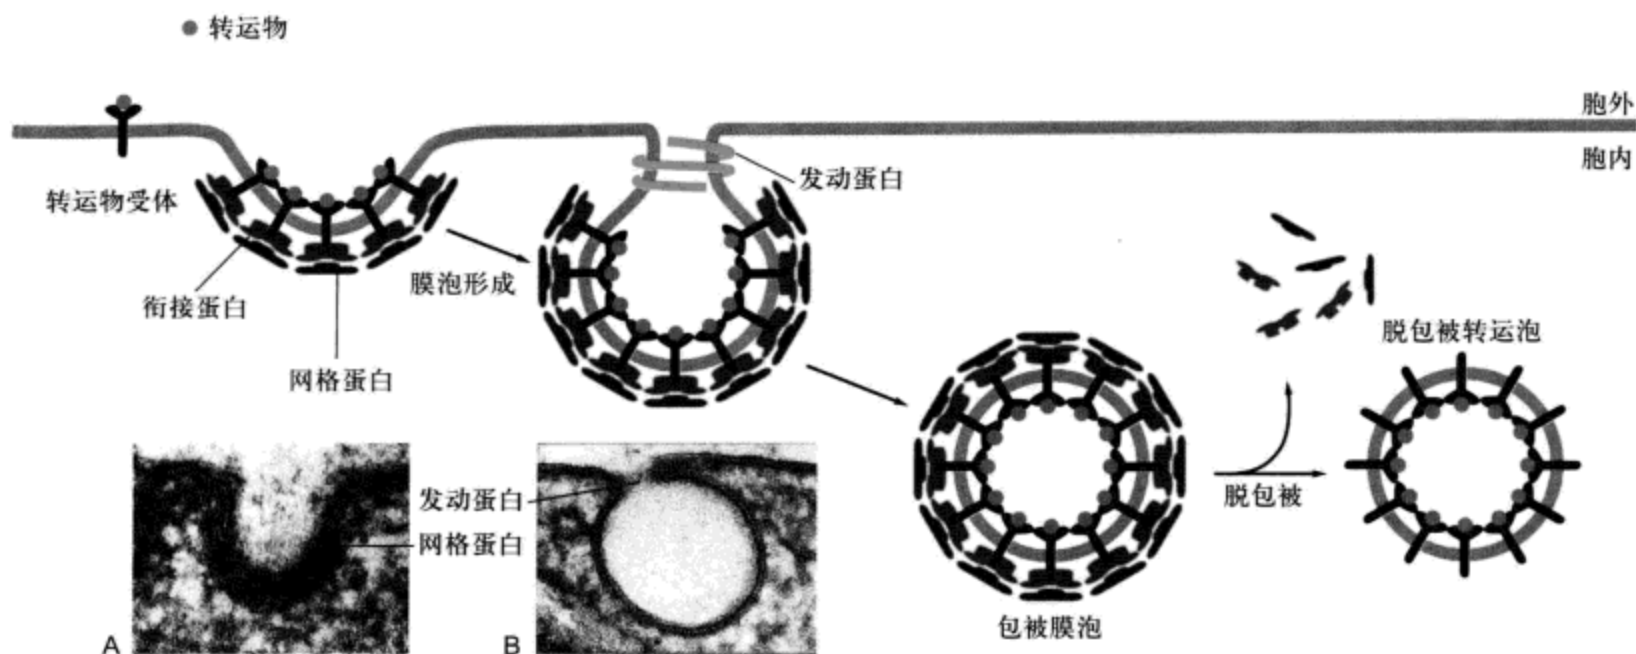 转运物
胞外
胞内
转运物受体
发动蛋白
衔接蛋白
膜泡形成
网格蛋白
脱包被转运泡
发动蛋白
网格蛋白
脱包被
包被膜泡
A
B